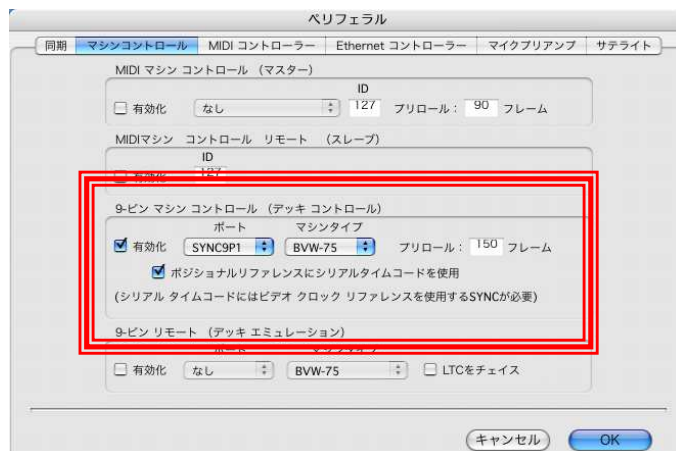 ペリフェラル
同期 マシンコントロール MIDI コントローラー Ethernet コントローラー マイクプリアンプ サテライト
MIDI マシン コントロール (マスター)
ID
有効化 なし 127 プリロール: 90 フレーム
MIDIマシン コントロール リモート (スレーブ)
ID
有効化 127
9-ピン マシン コントロール (デッキ コントロール)
ポート マシンタイプ
有効化 SYNC9P1 BVW-75 プリロール: 150 フレーム
ポジショナルリファレンスにシリアルタイムコードを使用
(シリアル タイムコードにはビデオ クロック リファレンスを使用するSYNCが必要)
9-ピン リモート (デッキ エミュレーション)
有効化 なし BVW-75 LTCをチェイス
キャンセル OK